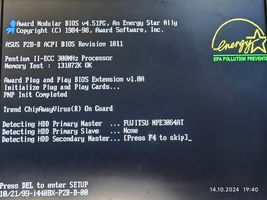 Award Modular BIOS v4.51PG, An Energy Star Ally
Copyright (C) 1984-98, Award Software, Inc.
ASUS P2B-B ACPI BIOS Revision 1011
Pentium II-ECC 300MHz Processor
Memory Test : 131072K OK
Award Plug and Play BIOS Extension v1.0A
Initialize Plug and Play Cards...
PNP Init Completed
Trend ChipAwayVirus(R) On Guard
Detecting HDD Primary Master ... FUJITSU MPE3064AT
Detecting HDD Primary Slave ... None
Detecting HDD Secondary Master... [Press F4 to skip]
energy
EPA POLLUTION PREVENTER
Press DEL to enter SETUP
10/21/99-i440BX-P2B-B-00
14.10.2024 19:40